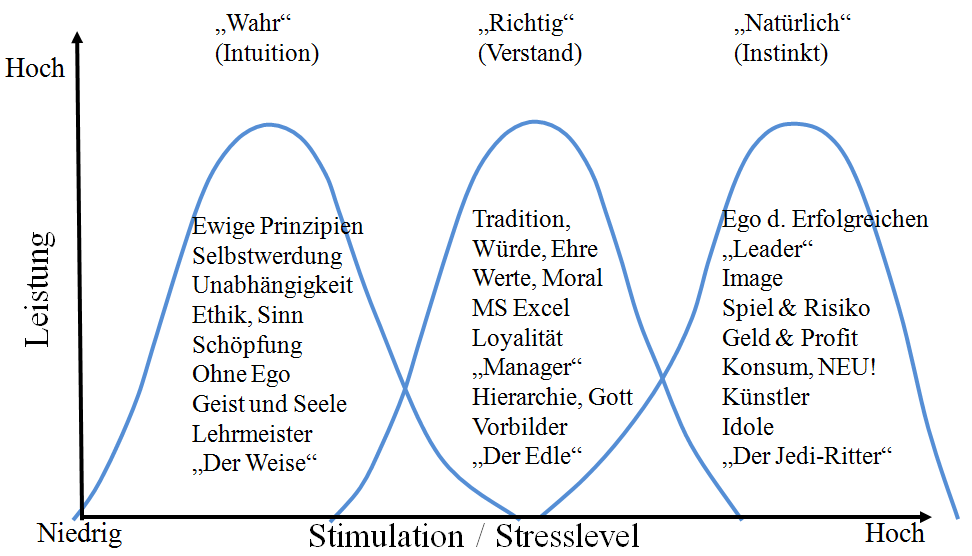 „Wahr“
(Intuition)
„Richtig“
(Verstand)
„Natürlich“
(Instinkt)
Hoch
Leistung
Ewige Prinzipien
Selbstwerdung
Unabhängigkeit
Ethik, Sinn
Schöpfung
Ohne Ego
Geist und Seele
Lehrmeister
„Der Weise“
Tradition,
Würde, Ehre
Werte, Moral
MS Excel
Loyalität
„Manager“
Hierarchie, Gott
Vorbilder
„Der Edle“
Ego d. Erfolgreichen
„Leader“
Image
Spiel & Risiko
Geld & Profit
Konsum, NEU!
Künstler
Idole
„Der Jedi-Ritter“
Niedrig
Stimulation / Stresslevel
Hoch